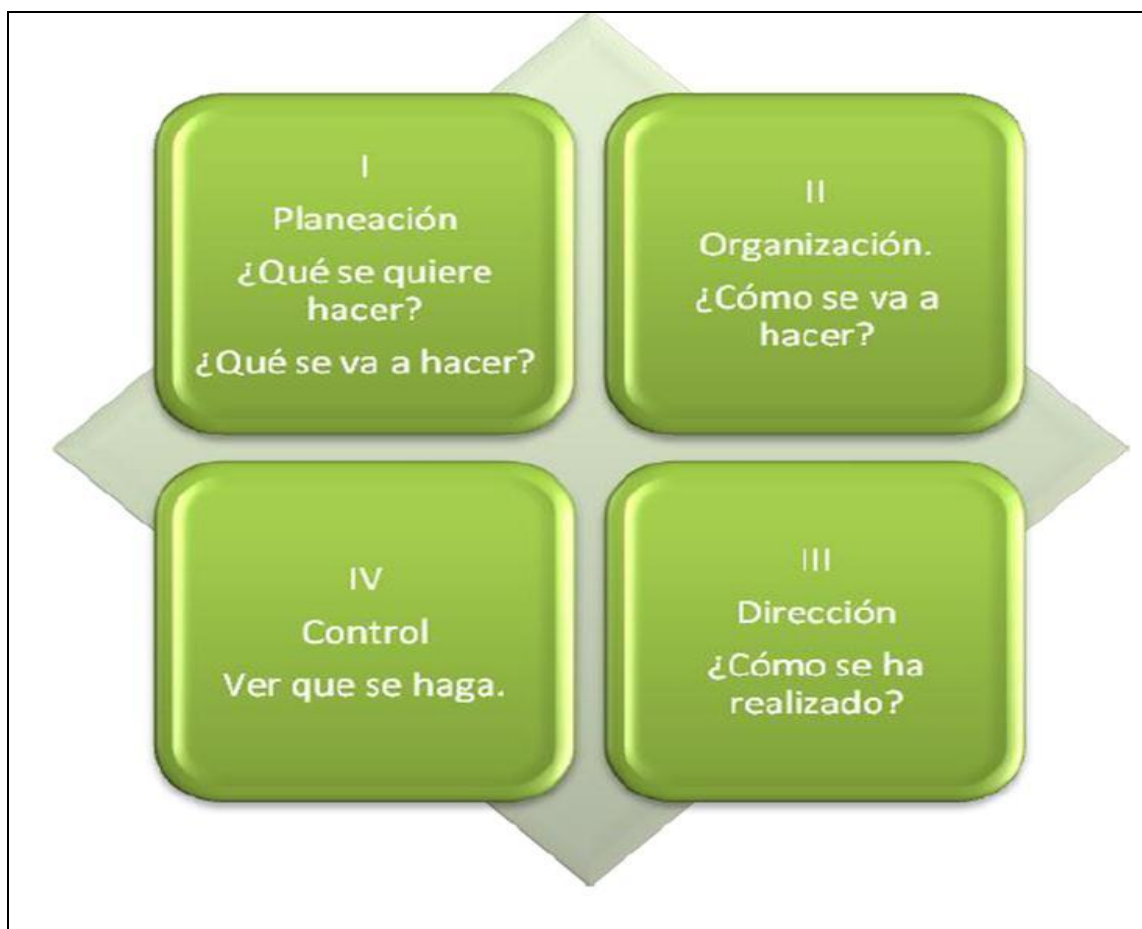 I
Planeación
¿Qué se quiere
hacer?
¿Qué se va a hacer?
II
Organización.
¿Cómo se va a
hacer?
IV
Control
Ver que se haga.
III
Dirección
¿Cómo se ha
realizado?